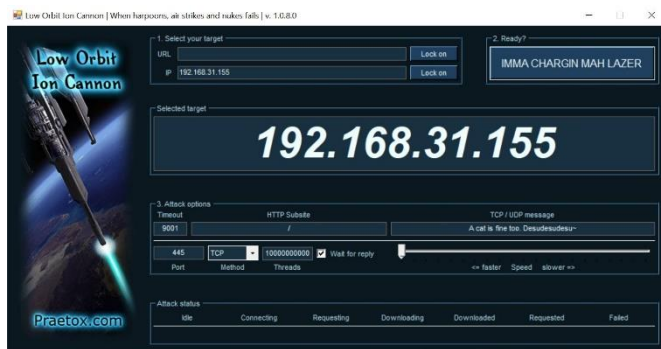 Low Orbit Ion Cannon | When harpoons, air strikes and nukes fails | v. 1.0.8.0
Low Orbit
Ion Cannon
Praetox.com
1. Select your target
URL
Lock on
IP 192.168.31.155 Lock on
2. Ready?
IMMA CHARGIN MAH LAZER
Selected target
192.168.31.155
3. Attack options
Timeout HTTP Subsite TCP / UDP message
9001 / A cat is fine too. Desudesudesu~
445 TCP 10000000000 Wait for reply
Port Method Threads <= faster Speed slower =>
Attack status
Idle Connecting Requesting Downloading Downloaded Requested Failed